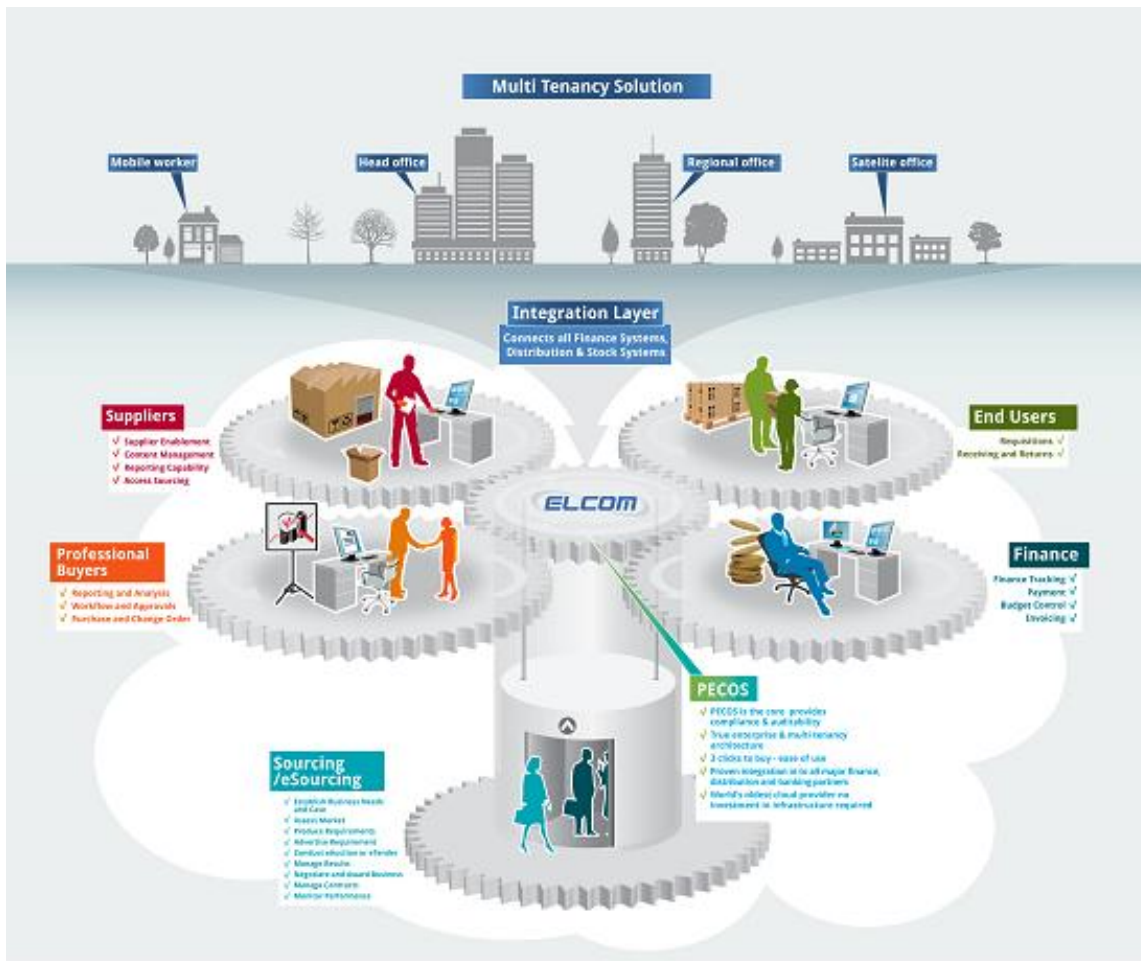 Multi Tenancy Solution
Mobile worker
Head office
Regional office
Satelite office
Integration Layer
Connects all Finance Systems,
Distribution & Stock Systems
Suppliers
√ Supplier Enablement
√ Content Management
√ Reporting Capability
√ Access Sourcing
End Users
Requisitions √
Receiving and Returns √
ELCOM
Professional
Buyers
√ Reporting and Analysis
√ Workflow and Approvals
√ Purchase and Change Order
Finance
Finance Tracking √
Payment √
Budget Control √
Invoicing √
PECOS
√ PECOS is the core provides
compliance & auditability
√ True enterprise & multi-tenancy
architecture
√ 3 clicks to buy - ease of use
√ Proven integration in to all major finance,
distribution and banking partners
√ World's oldest cloud provider no
investment in infrastructure required
Sourcing
/eSourcing
√ Establish Business Needs
and Case
√ Assess Market
√ Produce Requirements
√ Advertise Requirement
√ Conduct eAuction or eTender
√ Manage Results
√ Negotiate and Award Business
√ Manage Contracts
√ Monitor Performance